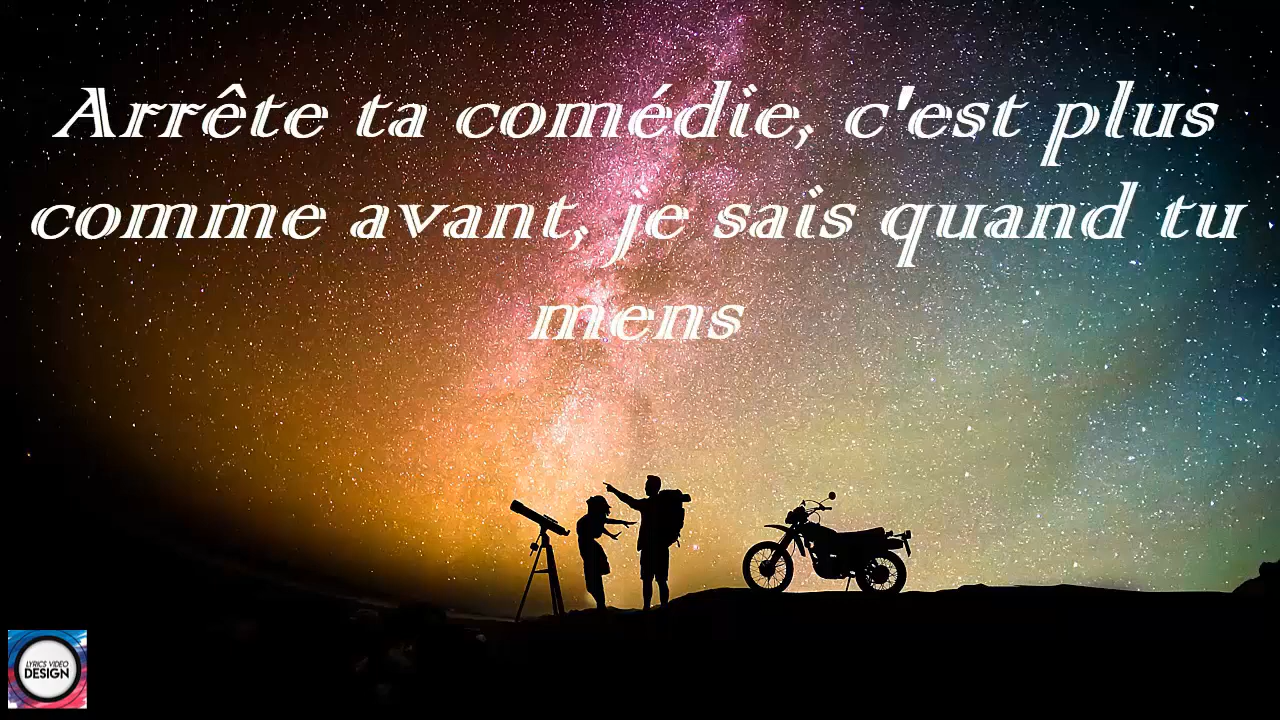 Arrête ta comédie, c'est plus
comme avant, je sais quand tu
mens
LYRICS VIDEO
DESIGN